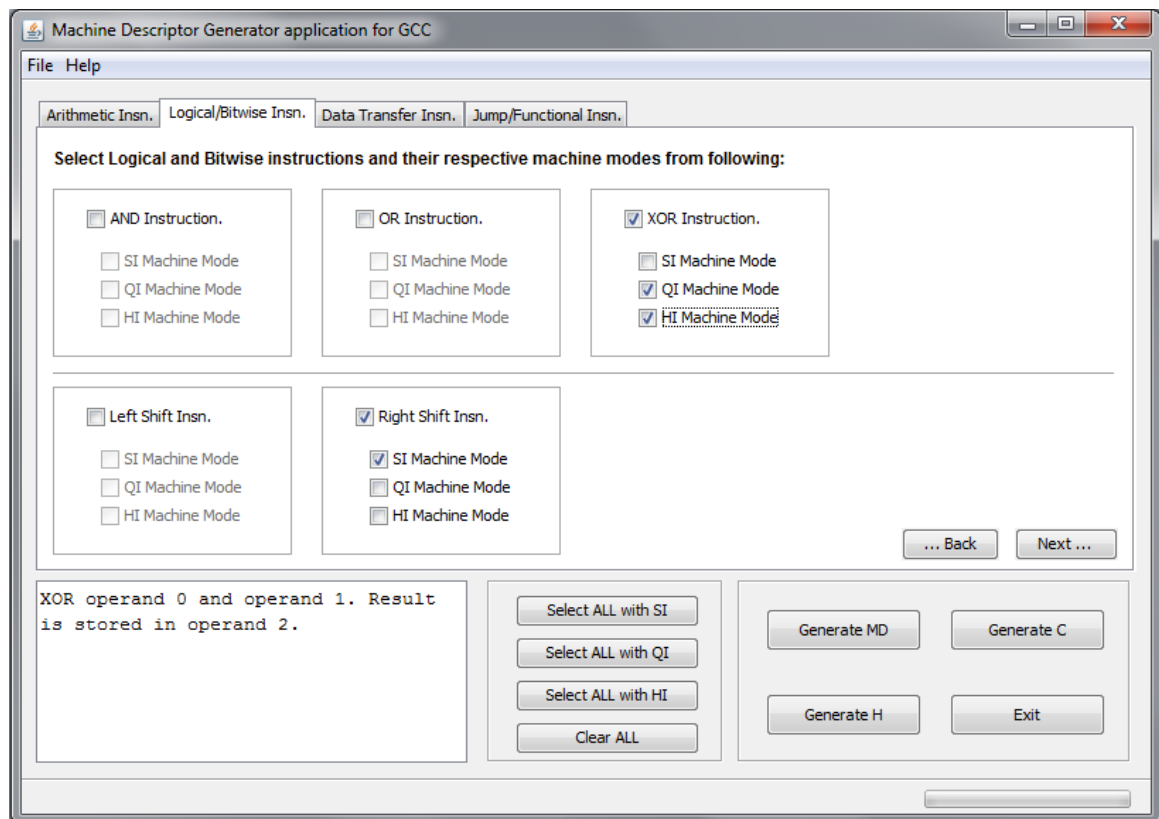 Machine Descriptor Generator application for GCC
File Help
Arithmetic Insn. Logical/Bitwise Insn. Data Transfer Insn. Jump/Functional Insn.
Select Logical and Bitwise instructions and their respective machine modes from following:
AND Instruction. OR Instruction. XOR Instruction.
SI Machine Mode SI Machine Mode SI Machine Mode
QI Machine Mode QI Machine Mode QI Machine Mode
HI Machine Mode HI Machine Mode HI Machine Mode
Left Shift Insn. Right Shift Insn.
SI Machine Mode SI Machine Mode
QI Machine Mode QI Machine Mode
HI Machine Mode HI Machine Mode
... Back Next ...
XOR operand 0 and operand 1. Result
is stored in operand 2.
Select ALL with SI
Select ALL with QI
Select ALL with HI
Clear ALL
Generate MD Generate C
Generate H Exit